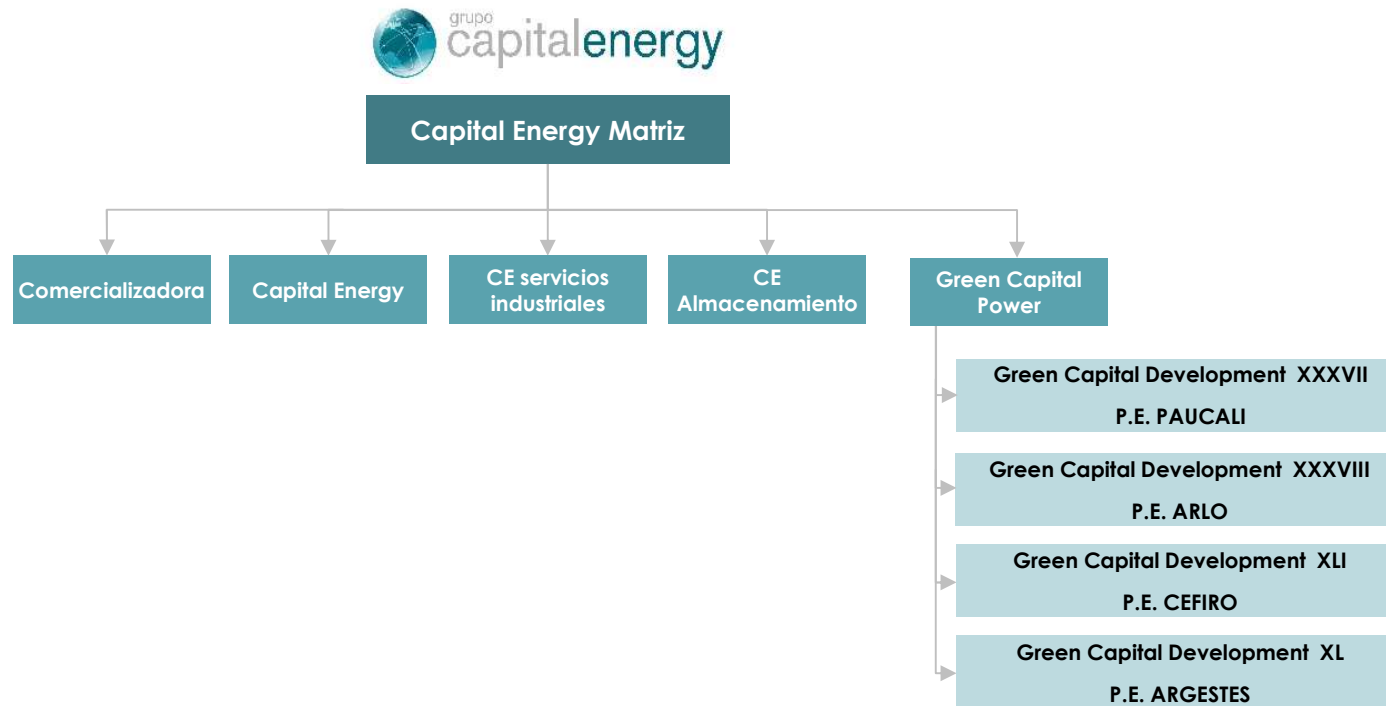 grupo
capitalenergy
Capital Energy Matriz
Comercializadora
Capital Energy
CE servicios
industriales
CE
Almacenamiento
Green Capital
Power
Green Capital Development XXXVII
P.E. PAUCALI
Green Capital Development XXXVIII
P.E. ARLO
Green Capital Development XLI
P.E. CEFIRO
Green Capital Development XL
P.E. ARGESTES